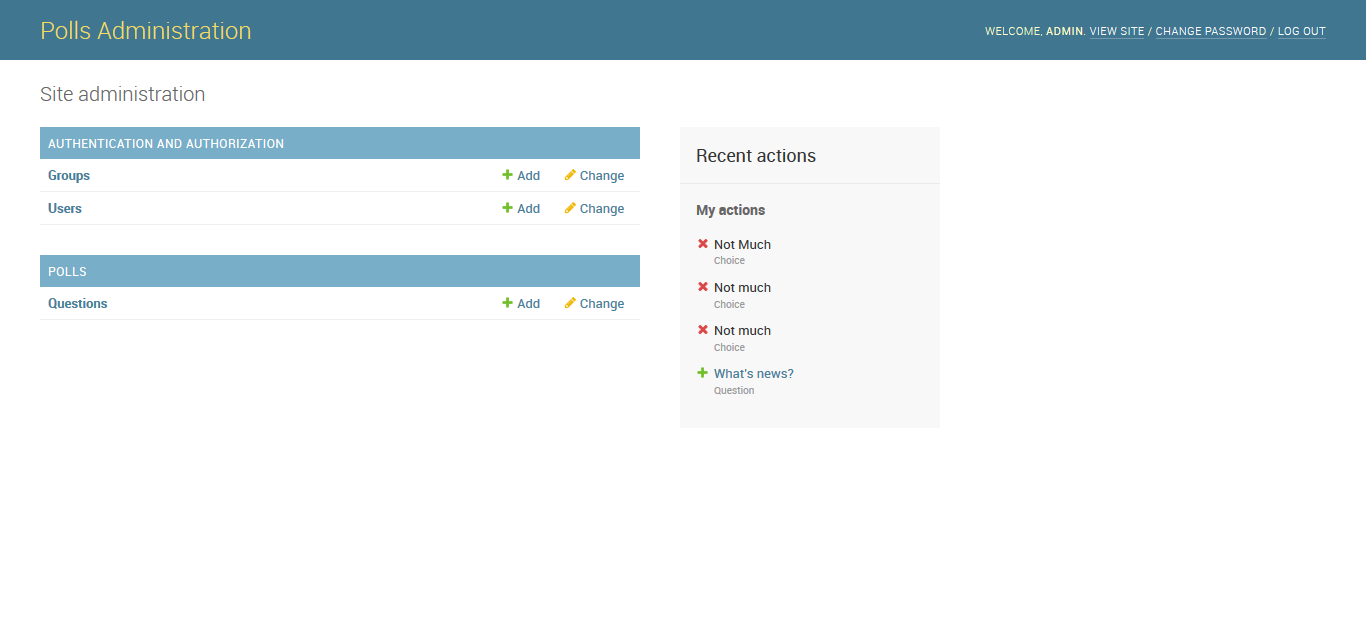 Polls Administration
WELCOME, ADMIN. VIEW SITE / CHANGE PASSWORD / LOG OUT
Site administration
AUTHENTICATION AND AUTHORIZATION
Groups Add Change
Users Add Change
POLLS
Questions Add Change
Recent actions
My actions
Not Much
Choice
Not much
Choice
Not much
Choice
What's news?
Question